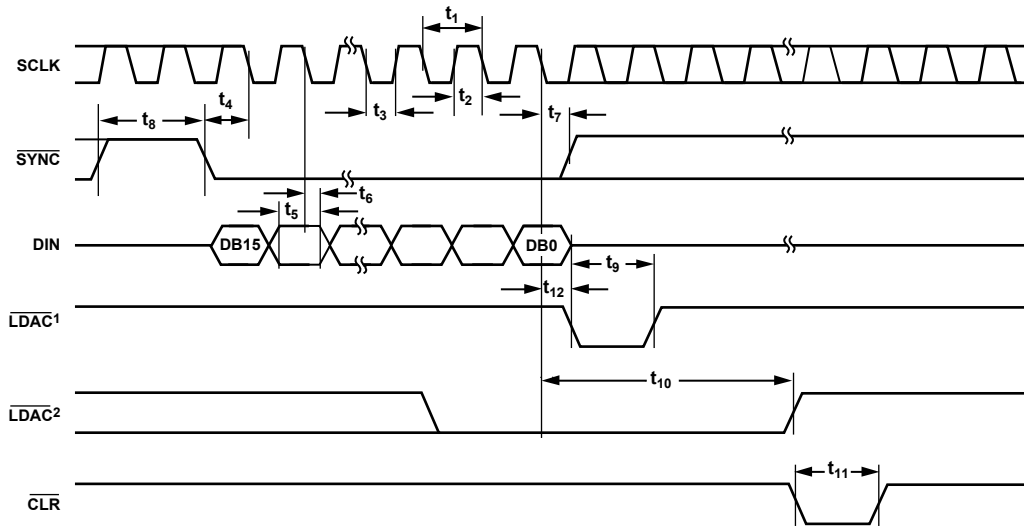 t1
SCLK
t4
t3
t2
t8
t7
SYNC
t5
t6
DIN
DB15
DB0
t9
t12
LDAC1
t10
LDAC2
t11
CLR